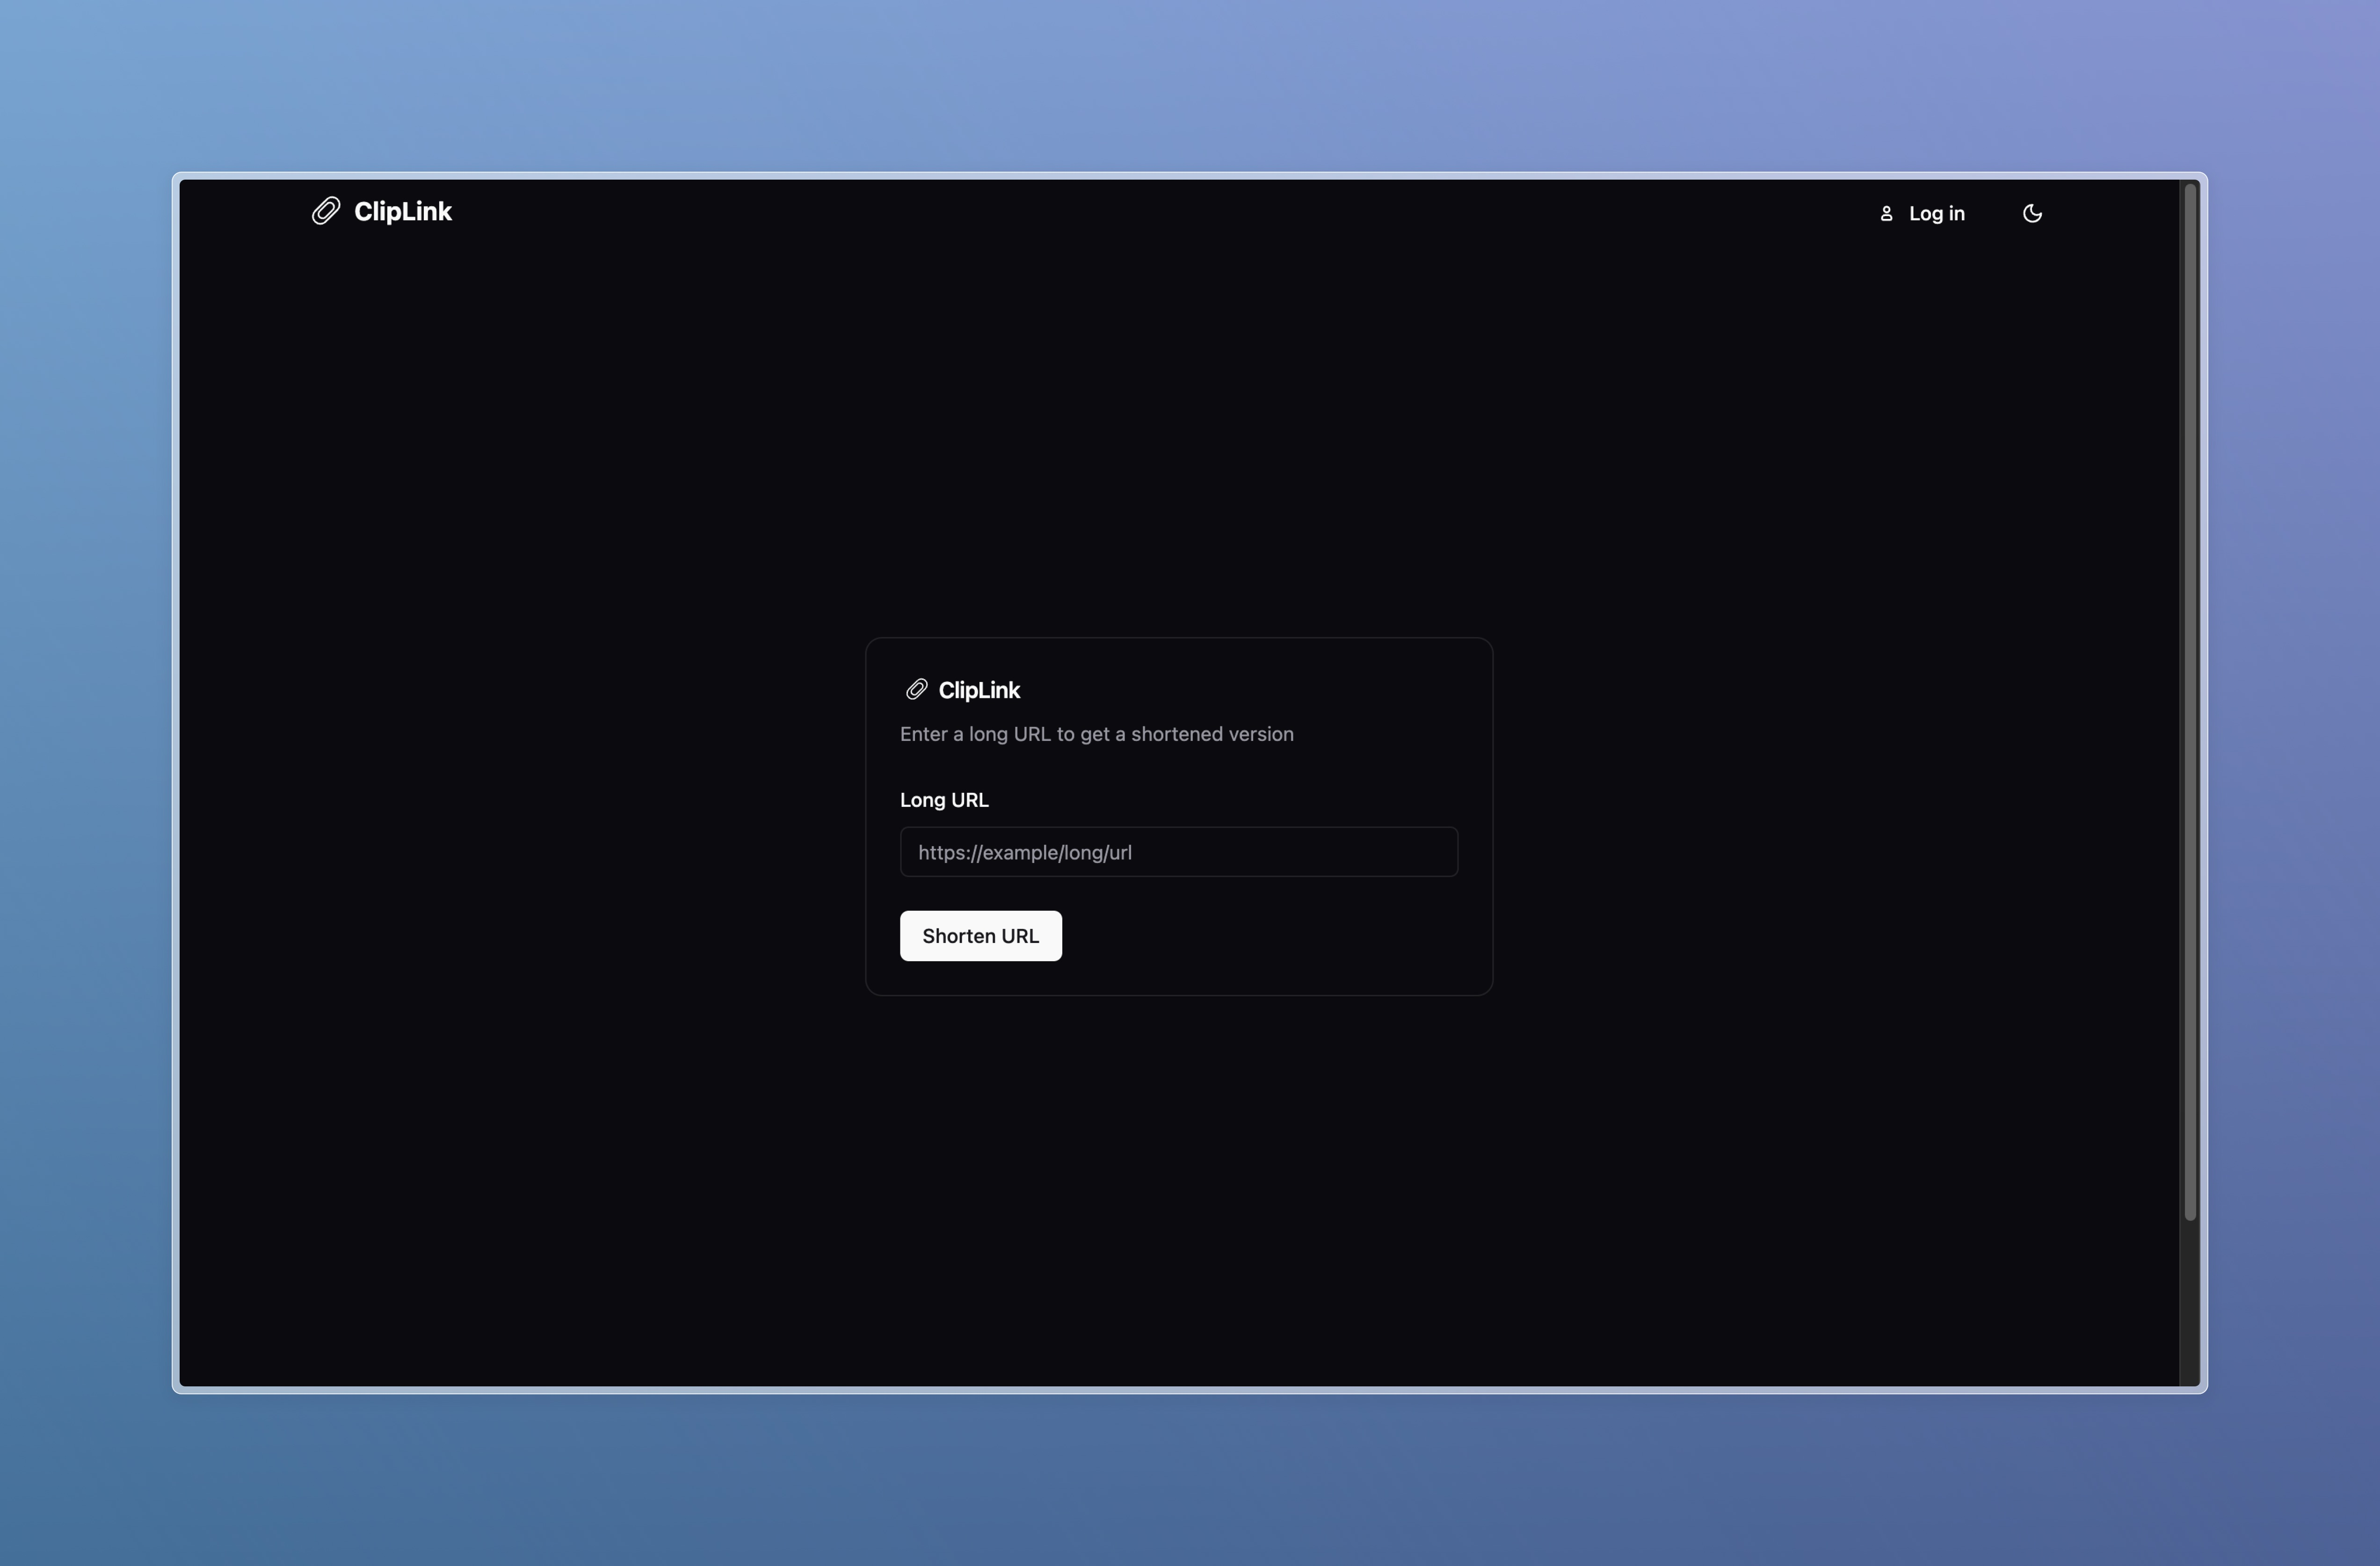 ClipLink
Log in
ClipLink
Enter a long URL to get a shortened version
Long URL
https://example/long/url
Shorten URL